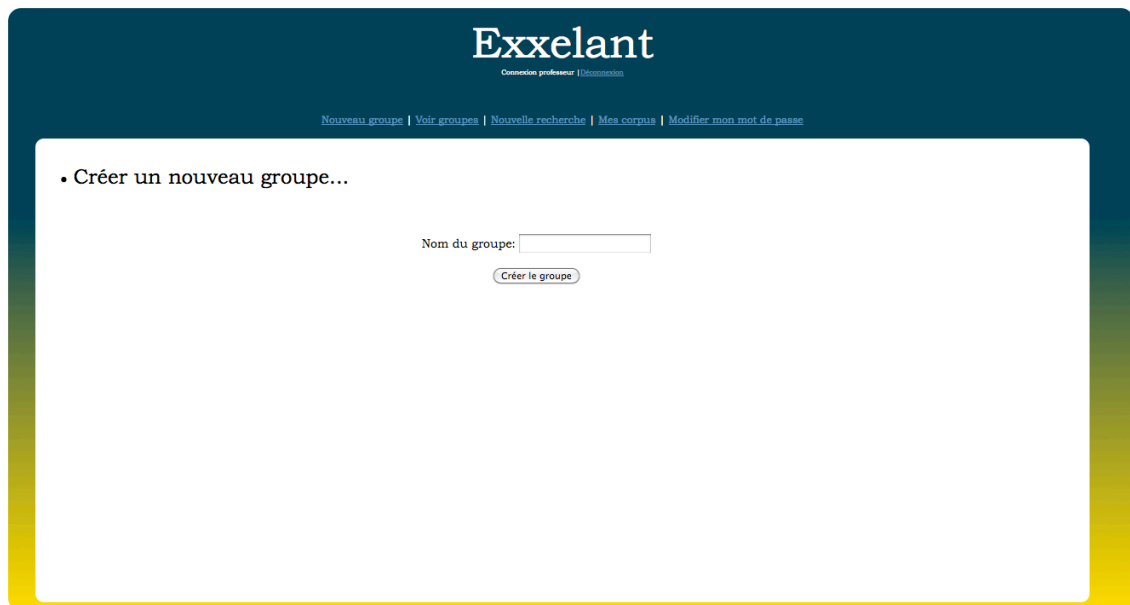 Exxelant
Connexion professeur | Déconnexion
Nouveau groupe | Voir groupes | Nouvelle recherche | Mes corpus | Modifier mon mot de passe
• Créer un nouveau groupe...
Nom du groupe:
Créer le groupe